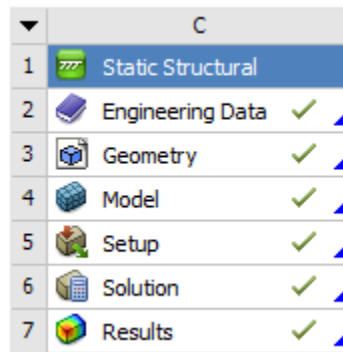 C
1 Static Structural
2 Engineering Data
3 Geometry
4 Model
5 Setup
6 Solution
7 Results